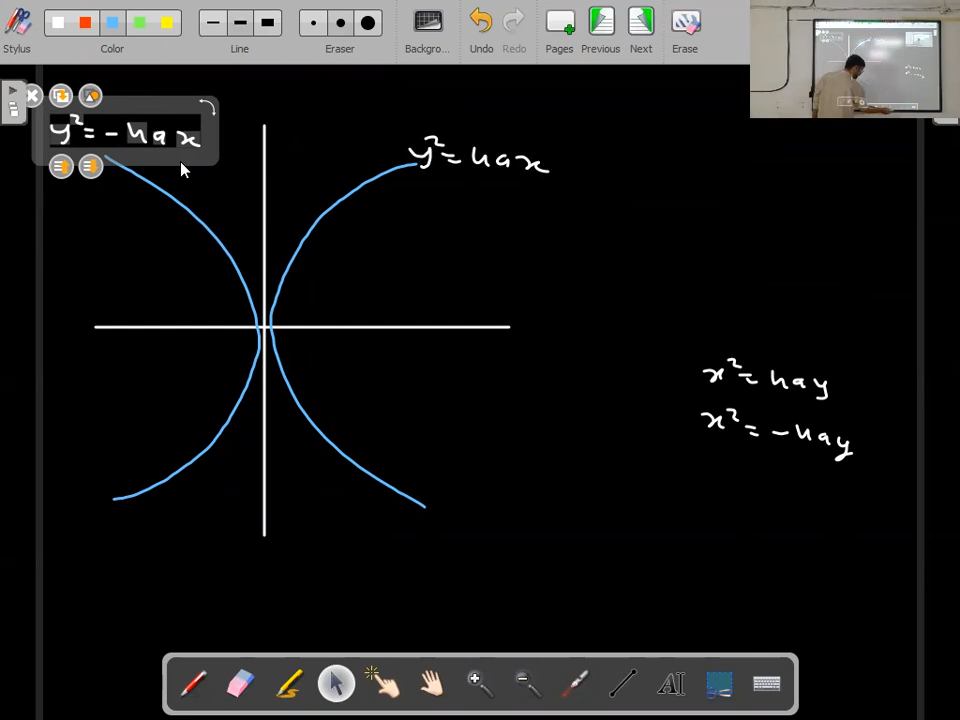 Stylus Color Line Eraser Backgro... Undo Redo Pages Previous Next Erase
y²= -4ax
y²= 4ax
x²= 4ay
x²= -4ay